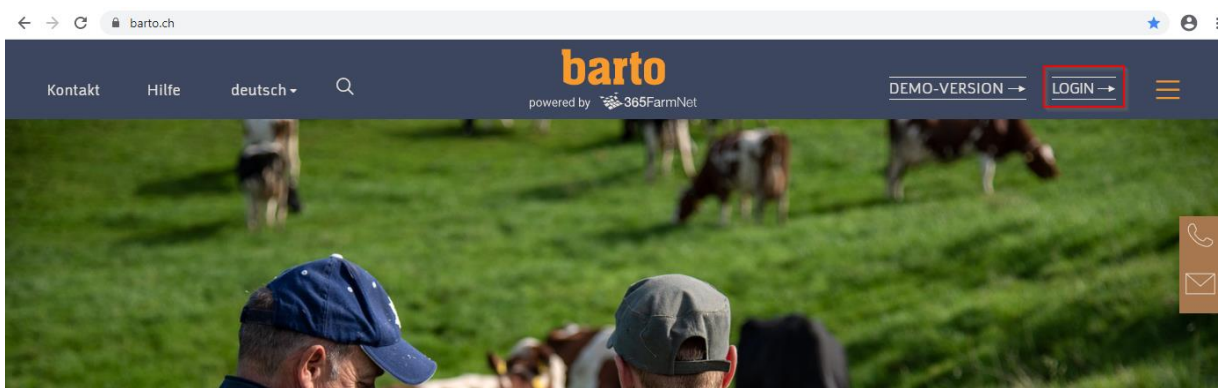 barto.ch
Kontakt Hilfe deutsch barto DEMO-VERSION → LOGIN →
powered by 365FarmNet